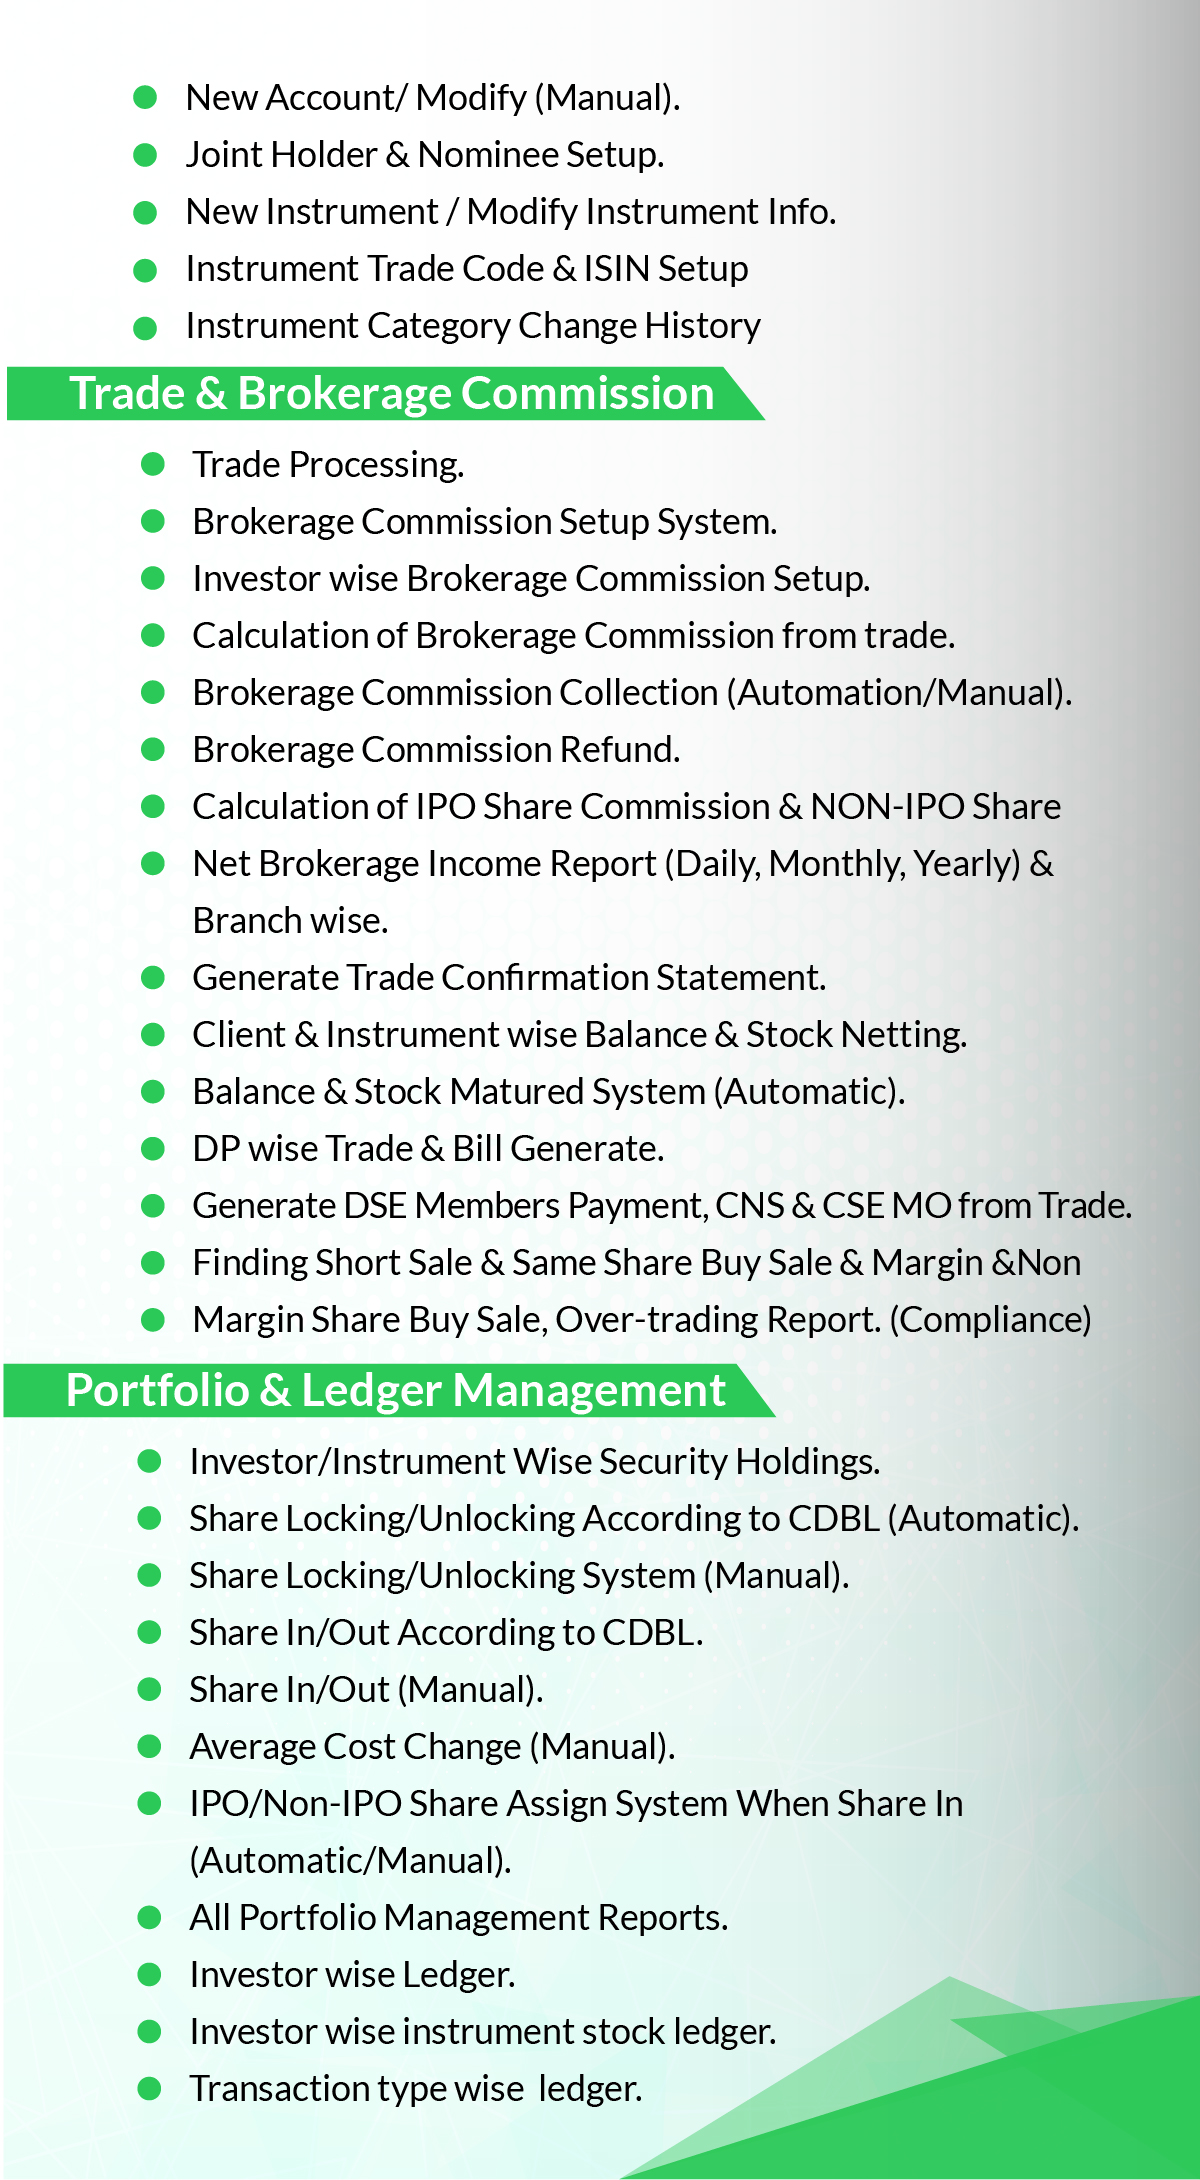 New Account/ Modify (Manual).
Joint Holder & Nominee Setup.
New Instrument / Modify Instrument Info.
Instrument Trade Code & ISIN Setup
Instrument Category Change History
Trade & Brokerage Commission
Trade Processing.
Brokerage Commission Setup System.
Investor wise Brokerage Commission Setup.
Calculation of Brokerage Commission from trade.
Brokerage Commission Collection (Automation/Manual).
Brokerage Commission Refund.
Calculation of IPO Share Commission & NON-IPO Share
Net Brokerage Income Report (Daily, Monthly, Yearly) &
Branch wise.
Generate Trade Confirmation Statement.
Client & Instrument wise Balance & Stock Netting.
Balance & Stock Matured System (Automatic).
DP wise Trade & Bill Generate.
Generate DSE Members Payment, CNS & CSE MO from Trade.
Finding Short Sale & Same Share Buy Sale & Margin &Non
Margin Share Buy Sale, Over-trading Report. (Compliance)
Portfolio & Ledger Management
Investor/Instrument Wise Security Holdings.
Share Locking/Unlocking According to CDBL (Automatic).
Share Locking/Unlocking System (Manual).
Share In/Out According to CDBL.
Share In/Out (Manual).
Average Cost Change (Manual).
IPO/Non-IPO Share Assign System When Share In
(Automatic/Manual).
All Portfolio Management Reports.
Investor wise Ledger.
Investor wise instrument stock ledger.
Transaction type wise  ledger.